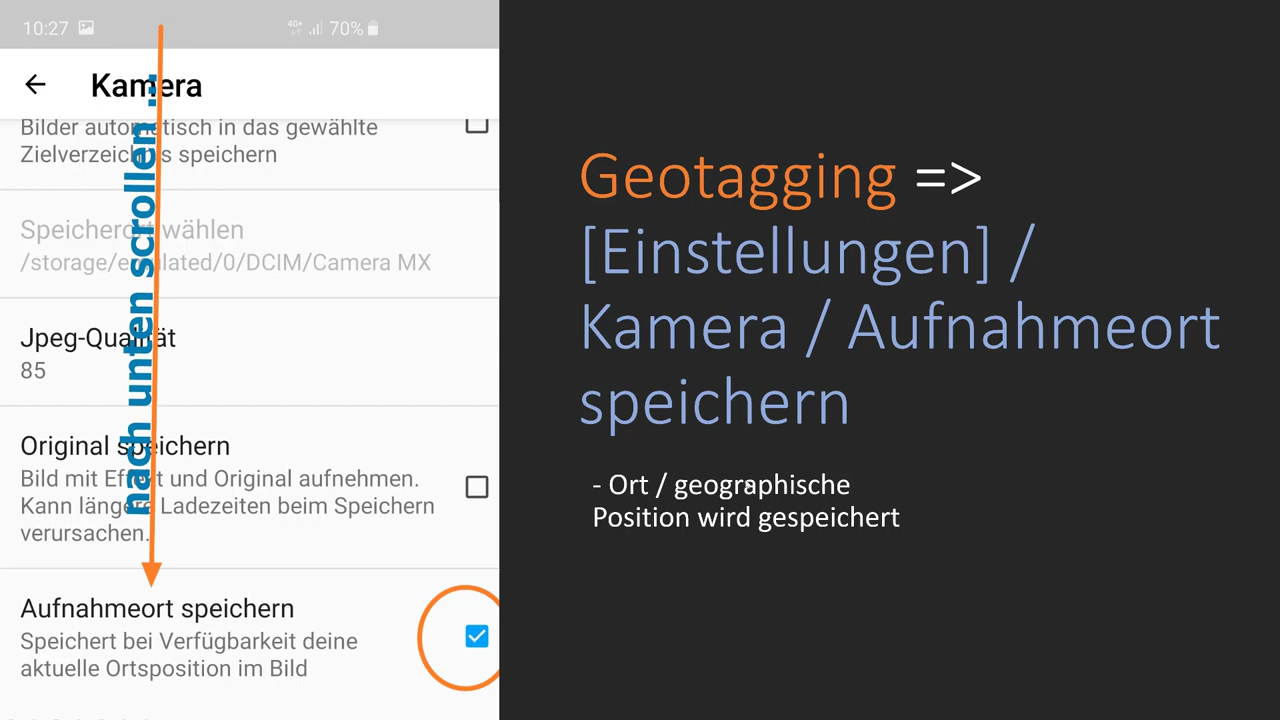 10:27 4G+ 70%
Kamera
Bilder automatisch in das gewählte
Zielverzeichnis speichern
Speicherort wählen
/storage/emulated/0/DCIM/Camera MX
Jpeg-Qualität
85
Original speichern
Bild mit Effekt und Original aufnehmen.
Kann längere Ladezeiten beim Speichern
verursachen.
Aufnahmeort speichern
Speichert bei Verfügbarkeit deine
aktuelle Ortsposition im Bild
nach unten scrollen ...
Geotagging =>
[Einstellungen] /
Kamera / Aufnahmeort
speichern
- Ort / geographische
Position wird gespeichert